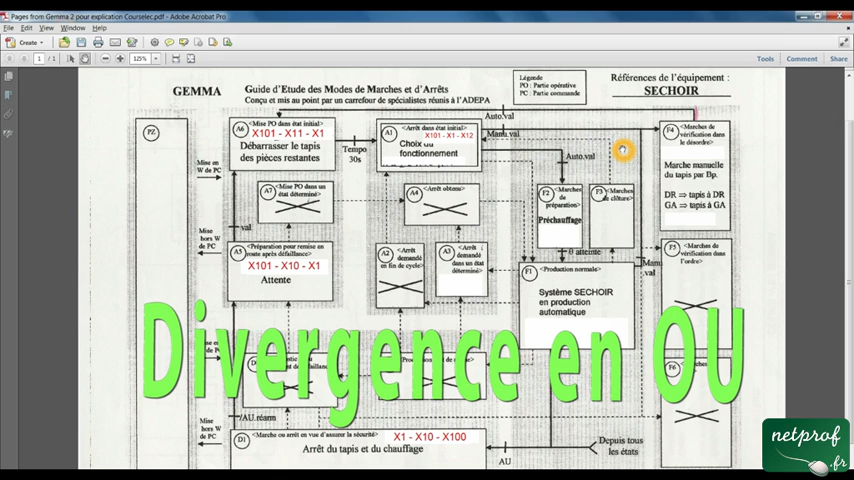 Pages from Gemma 2 pour explication Courselec.pdf - Adobe Acrobat Pro
File Edit View Window Help
Create
1 / 1
125%
Tools Comment Share
GEMMA
Guide d'Etude des Modes de Marches et d'Arrêts
Conçu et mis au point par un carrefour de spécialistes réunis à l'ADEPA
Légende
PO : Partie opérative
PC : Partie commande
Références de l'équipement :
SECHOIR
PZ
Mise en
W de PC
A6
<Mise PO dans état initial>
X101 - X11 - X1
Débarrasser le tapis
des pièces restantes
Tempo
30s
A1
<Arrêt dans état initial>
X101 - X1 - X12
Choix du
fonctionnement
Auto.val
Manu.val
Auto.val
F4
<Marches de
vérification dans
le désordre>
Marche manuelle
du tapis par Bp.
DR ⇒ tapis à DR
GA ⇒ tapis à GA
A7
<Mise PO dans un
état déterminé>
A4
<Arrêt obtenu>
F2
<Marches
de
préparation>
Préchauffage
F3
<Marches
de clôture>
Mise
hors W
de PC
val
A5
<Préparation pour remise en
route après défaillance>
X101 - X10 - X1
Attente
A2
<Arrêt
demandé
en fin de cycle>
A3
<Arrêt
demandé
dans un état
déterminé>
θ atteinte
F1
<Production normale>
Système SECHOIR
en production
automatique
Manu.
val
F5
<Marches de
vérification dans
l'ordre>
Divergence en OU
F6
/AU.réarm
Mise
hors W
de PC
D1
<Marche ou arrêt en vue d'assurer la sécurité>
X1 - X10 - X100
Arrêt du tapis et du chauffage
AU
Depuis tous
les états
netprof
.fr